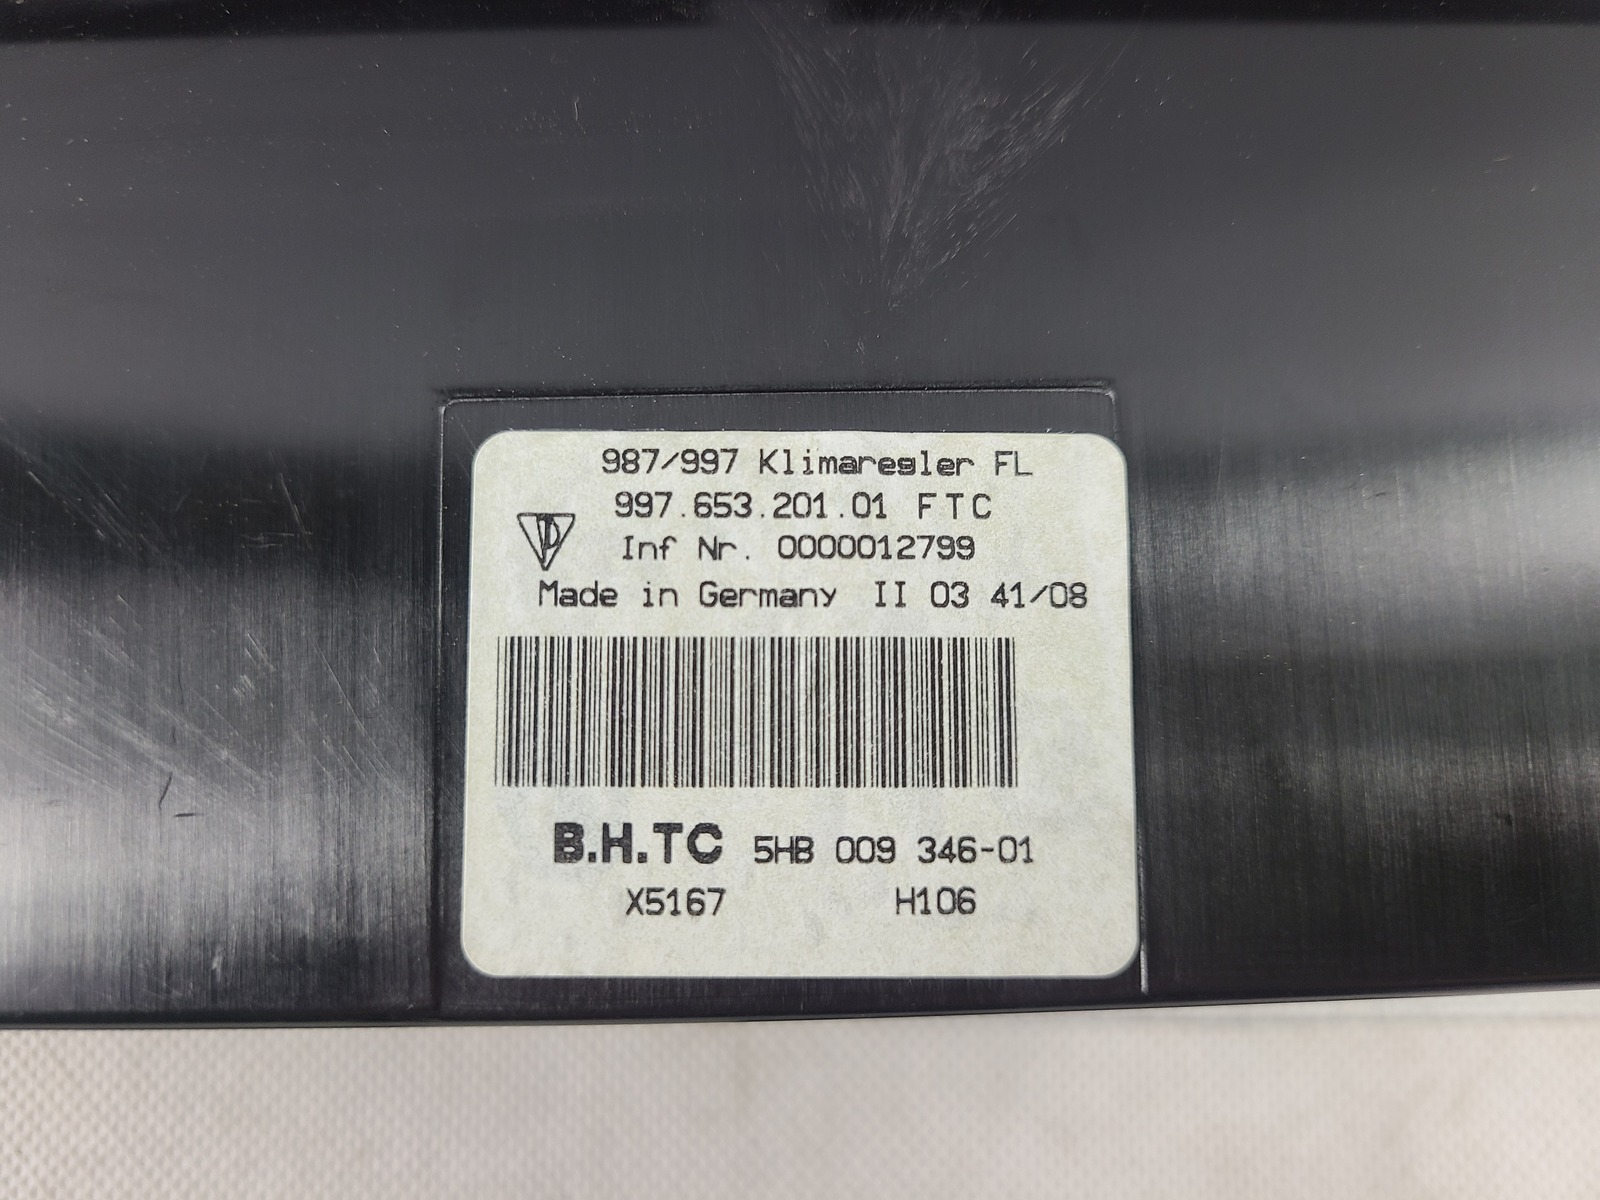 987/997 Klimaregler FL
997.653.201.01 FTC
Inf Nr. 0000012799
Made in Germany II 03 41/08
B.H.TC 5HB 009 346-01
X5167 H106